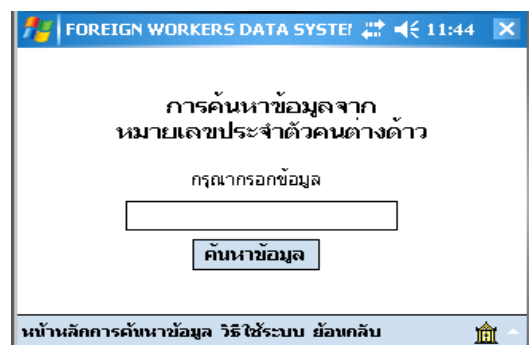 FOREIGN WORKERS DATA SYSTE 11:44
การค้นหาข้อมูลจาก
หมายเลขประจำตัวคนต่างด้าว
กรุณากรอกข้อมูล
ค้นหาข้อมูล
หน้าหลักการค้นหาข้อมูล วิธีใช้ระบบ ย้อนกลับ